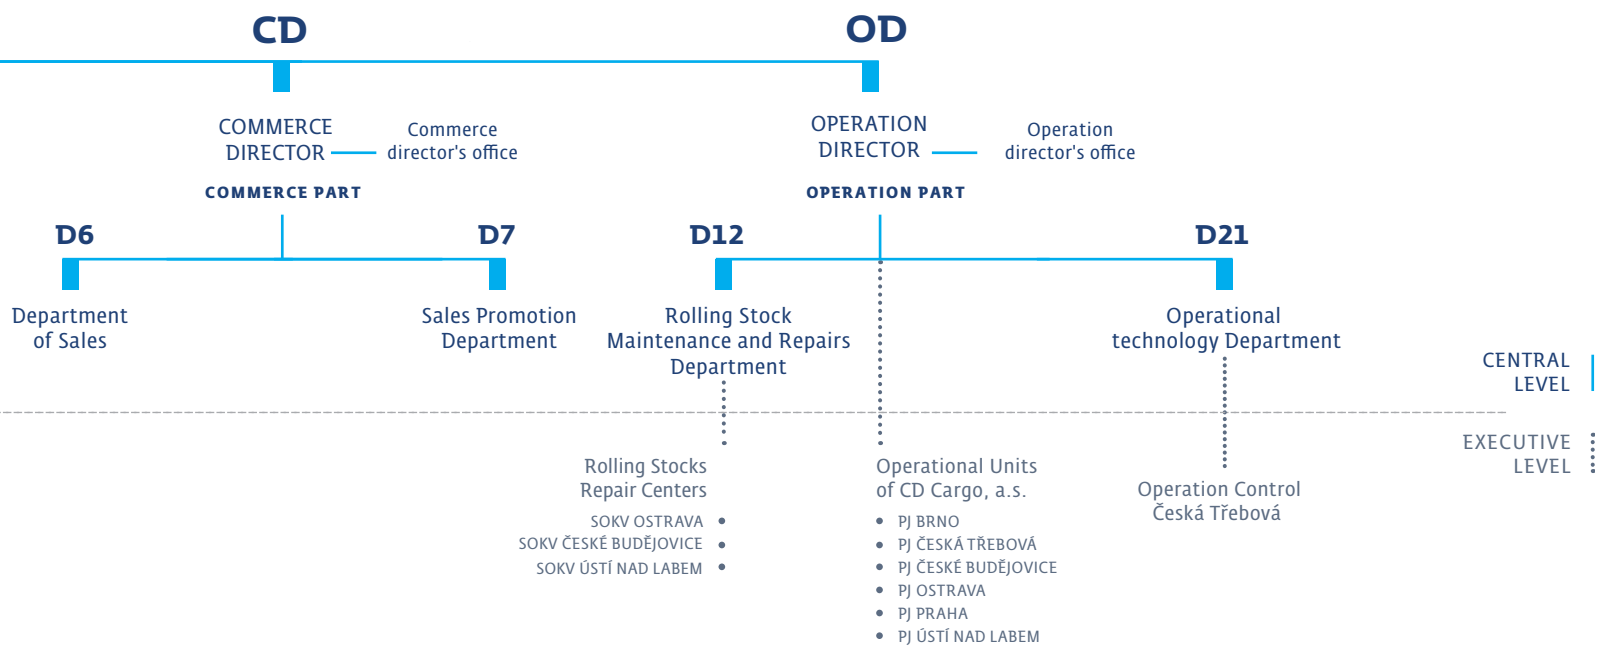 CD
OD
COMMERCE
DIRECTOR
Commerce
director's office
OPERATION
DIRECTOR
Operation
director's office
COMMERCE PART
OPERATION PART
D6
D7
D12
D21
Department
of Sales
Sales Promotion
Department
Rolling Stock
Maintenance and Repairs
Department
Operational
technology Department
CENTRAL
LEVEL
EXECUTIVE
LEVEL
Rolling Stocks
Repair Centers
SOKV OSTRAVA •
SOKV ČESKÉ BUDĚJOVICE •
SOKV ÚSTÍ NAD LABEM •
Operational Units
of CD Cargo, a.s.
• PJ BRNO
• PJ ČESKÁ TŘEBOVÁ
• PJ ČESKÉ BUDĚJOVICE
• PJ OSTRAVA
• PJ PRAHA
• PJ ÚSTÍ NAD LABEM
Operation Control
Česká Třebová